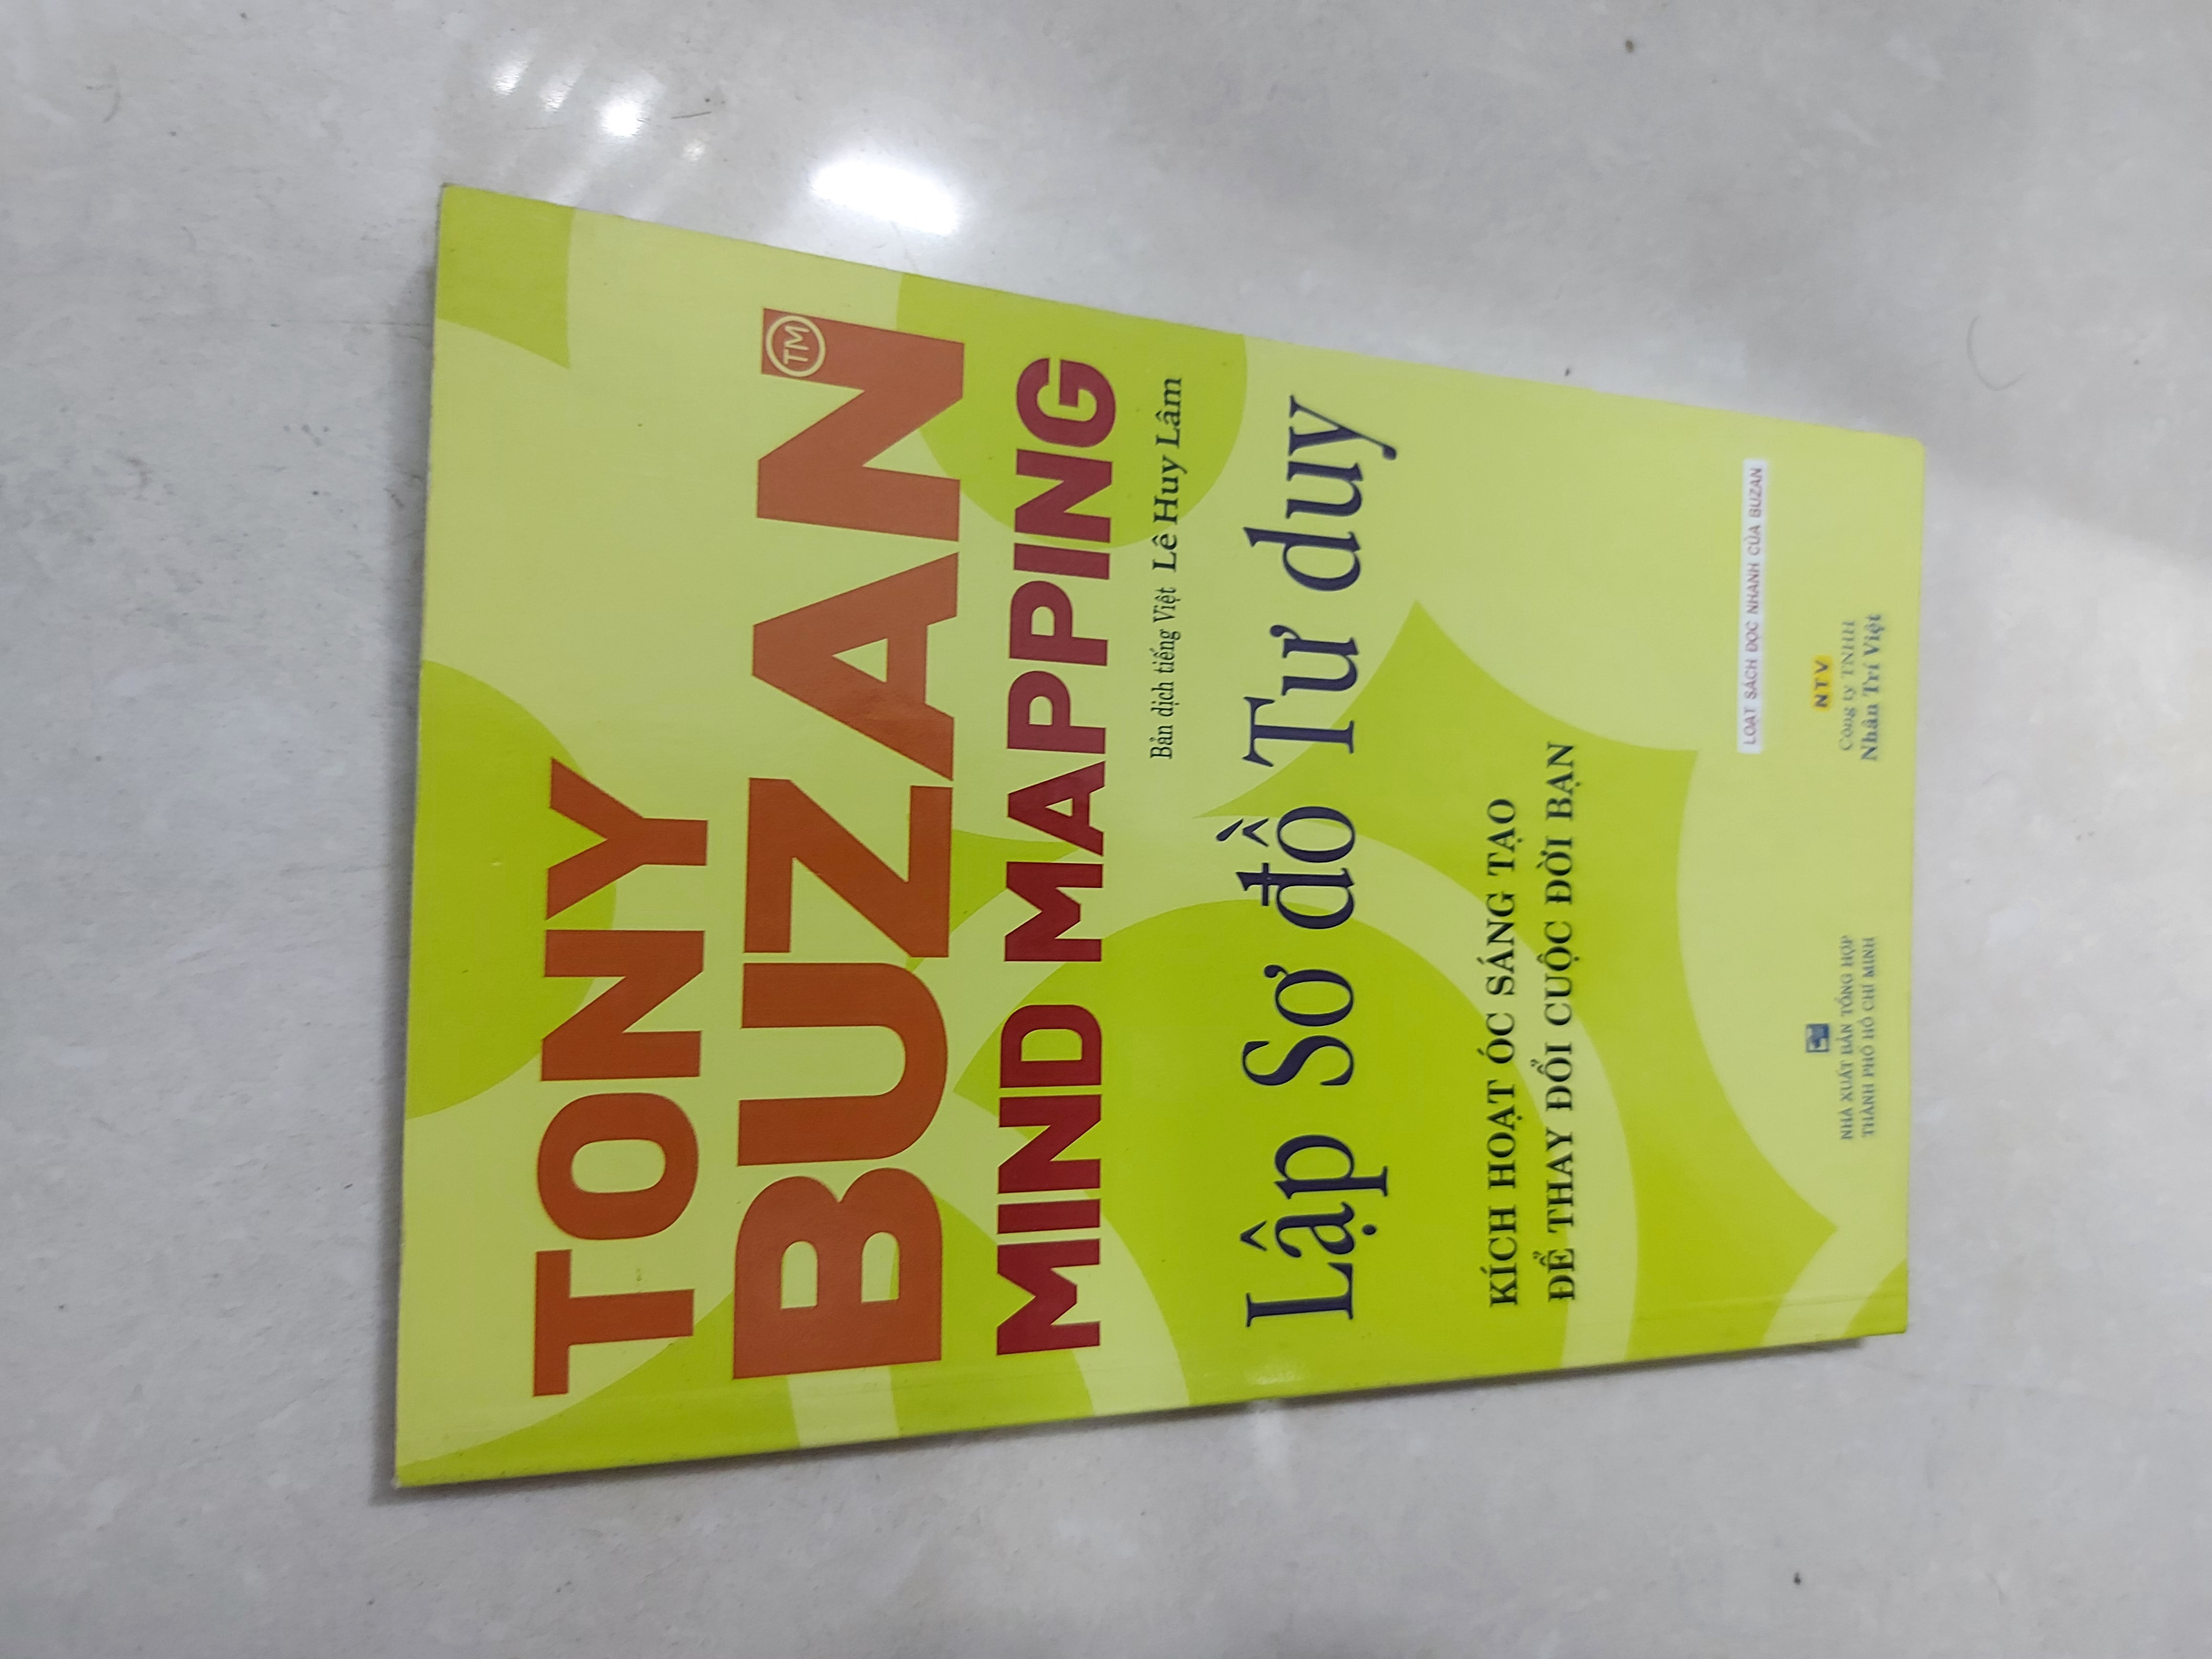 TONY
BUZAN TM
MIND MAPPING
Bản dịch tiếng Việt Lê Huy Lâm
Lập Sơ đồ Tư duy
KÍCH HOẠT ÓC SÁNG TẠO
ĐỂ THAY ĐỔI CUỘC ĐỜI BẠN
LOẠT SÁCH ĐỌC NHANH CỦA BUZAN
NHÀ XUẤT BẢN TỔNG HỢP
THÀNH PHỐ HỒ CHÍ MINH
NTV
Công ty TNHH
Nhân Trí Việt